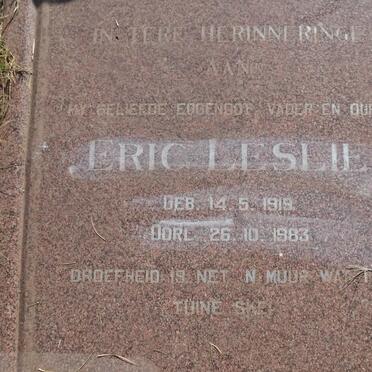 IN TERE HERINNERINGE
AAN
MY GELIEFDE EGGENOOT VADER EN OUP
ERIC LESLIE
GEB. 14. 5. 1919
OORL. 26. 10. 1983
DROEFHEID IS NET 'N MUUR WAT
TUINE SKEI